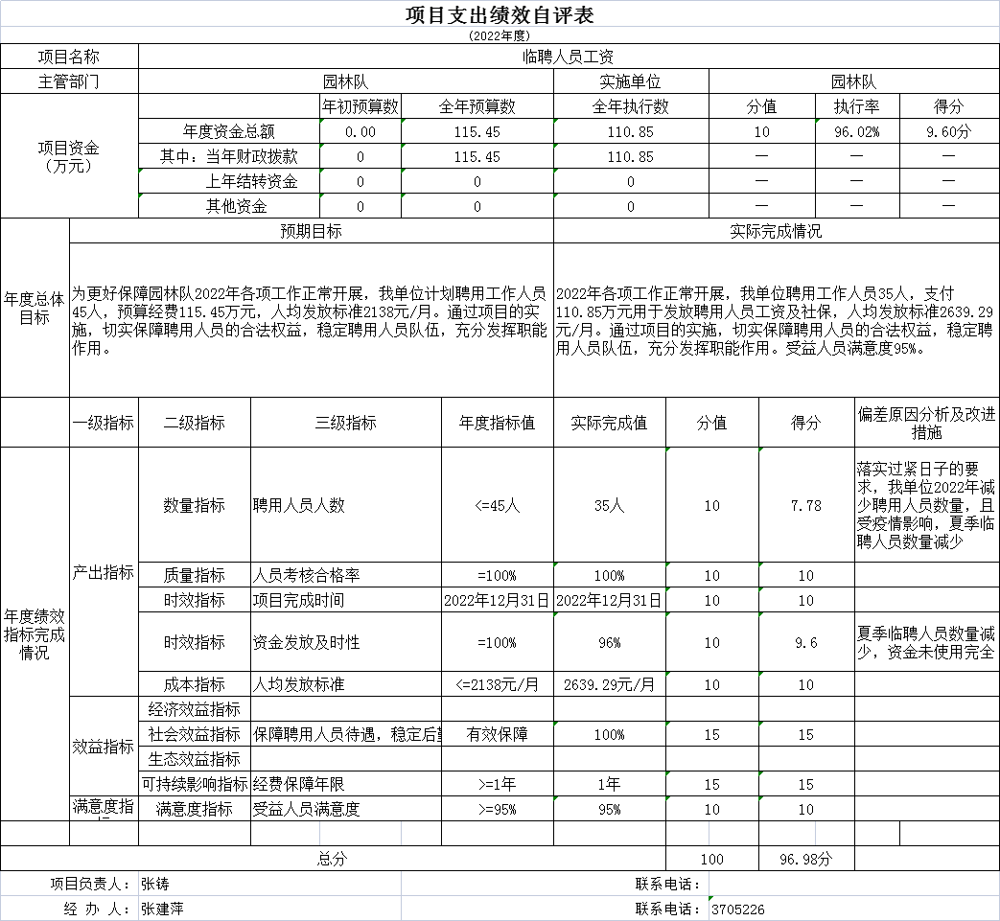 项目支出绩效自评表
(2022年度)
项目名称 临聘人员工资
主管部门 园林队 实施单位 园林队
项目资金（万元） 年初预算数 全年预算数 全年执行数 分值 执行率 得分
年度资金总额 0.00 115.45 110.85 10 96.02% 9.60分
其中：当年财政拨款 0 115.45 110.85 — — —
上年结转资金 0 0 0 — — —
其他资金 0 0 0 — — —
年度总体目标
预期目标 实际完成情况
为更好保障园林队2022年各项工作正常开展，我单位计划聘用工作人员
45人，预算经费115.45万元，人均发放标准2138元/月。通过项目的实
施，切实保障聘用人员的合法权益，稳定聘用人员队伍，充分发挥职能
作用。
2022年各项工作正常开展，我单位聘用工作人员35人，支付
110.85万元用于发放聘用人员工资及社保，人均发放标准2639.29
元/月。通过项目的实施，切实保障聘用人员的合法权益，稳定聘
用人员队伍，充分发挥职能作用。受益人员满意度95%。
一级指标 二级指标 三级指标 年度指标值 实际完成值 分值 得分 偏差原因分析及改进措施
年度绩效指标完成情况
产出指标
数量指标 聘用人员人数 <=45人 35人 10 7.78
落实过紧日子的要
求，我单位2022年减
少聘用人员数量，且
受疫情影响，夏季临
聘人员数量减少
质量指标 人员考核合格率 =100% 100% 10 10
时效指标 项目完成时间 2022年12月31日 2022年12月31日 10 10
时效指标 资金发放及时性 =100% 96% 10 9.6
夏季临聘人员数量减
少，资金未使用完全
成本指标 人均发放标准 <=2138元/月 2639.29元/月 10 10
效益指标
经济效益指标
社会效益指标 保障聘用人员待遇，稳定后 有效保障 100% 15 15
生态效益指标
可持续影响指标 经费保障年限 >=1年 1年 15 15
满意度指 满意度指标 受益人员满意度 >=95% 95% 10 10
总分 100 96.98分
项目负责人： 张铸 联系电话：
经 办 人： 张建萍 联系电话： 3705226